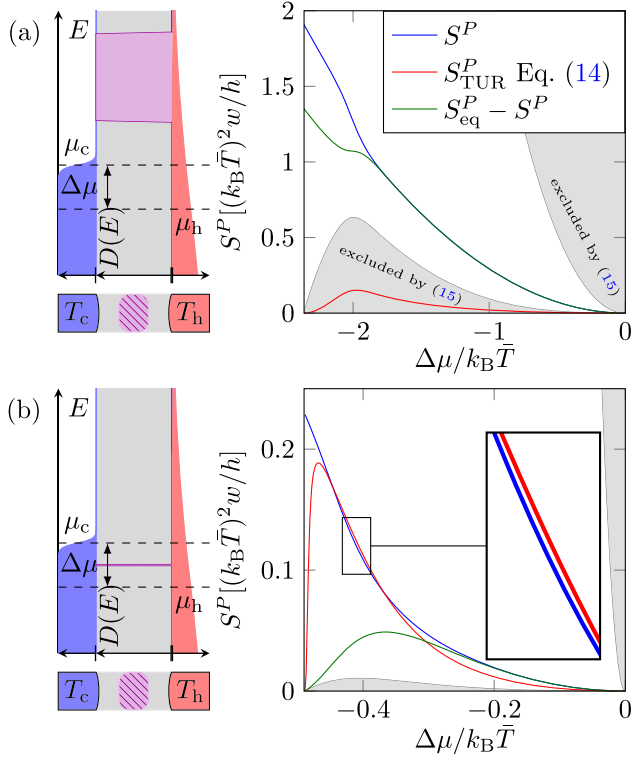 (a)
E
μc
Δμ
D(E)
μh
Tc
Th
S^P[(k_B T̄)^2 w/h]
2
1.5
1
0.5
0
−2
−1
0
Δμ/k_B T̄
S^P
S^P_TUR Eq. (14)
S^P_eq − S^P
excluded by (15)
excluded by (15)
(b)
E
μc
Δμ
D(E)
μh
Tc
Th
S^P[(k_B T̄)^2 w/h]
0.2
0.1
0
−0.4
−0.2
0
Δμ/k_B T̄